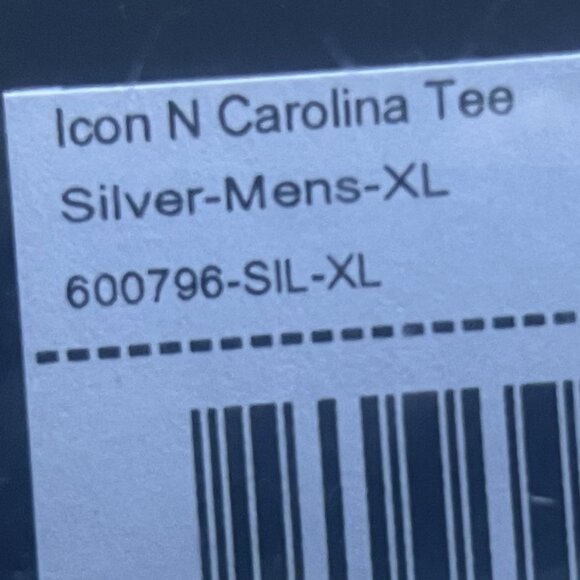 Icon N Carolina Tee
Silver-Mens-XL
600796-SIL-XL